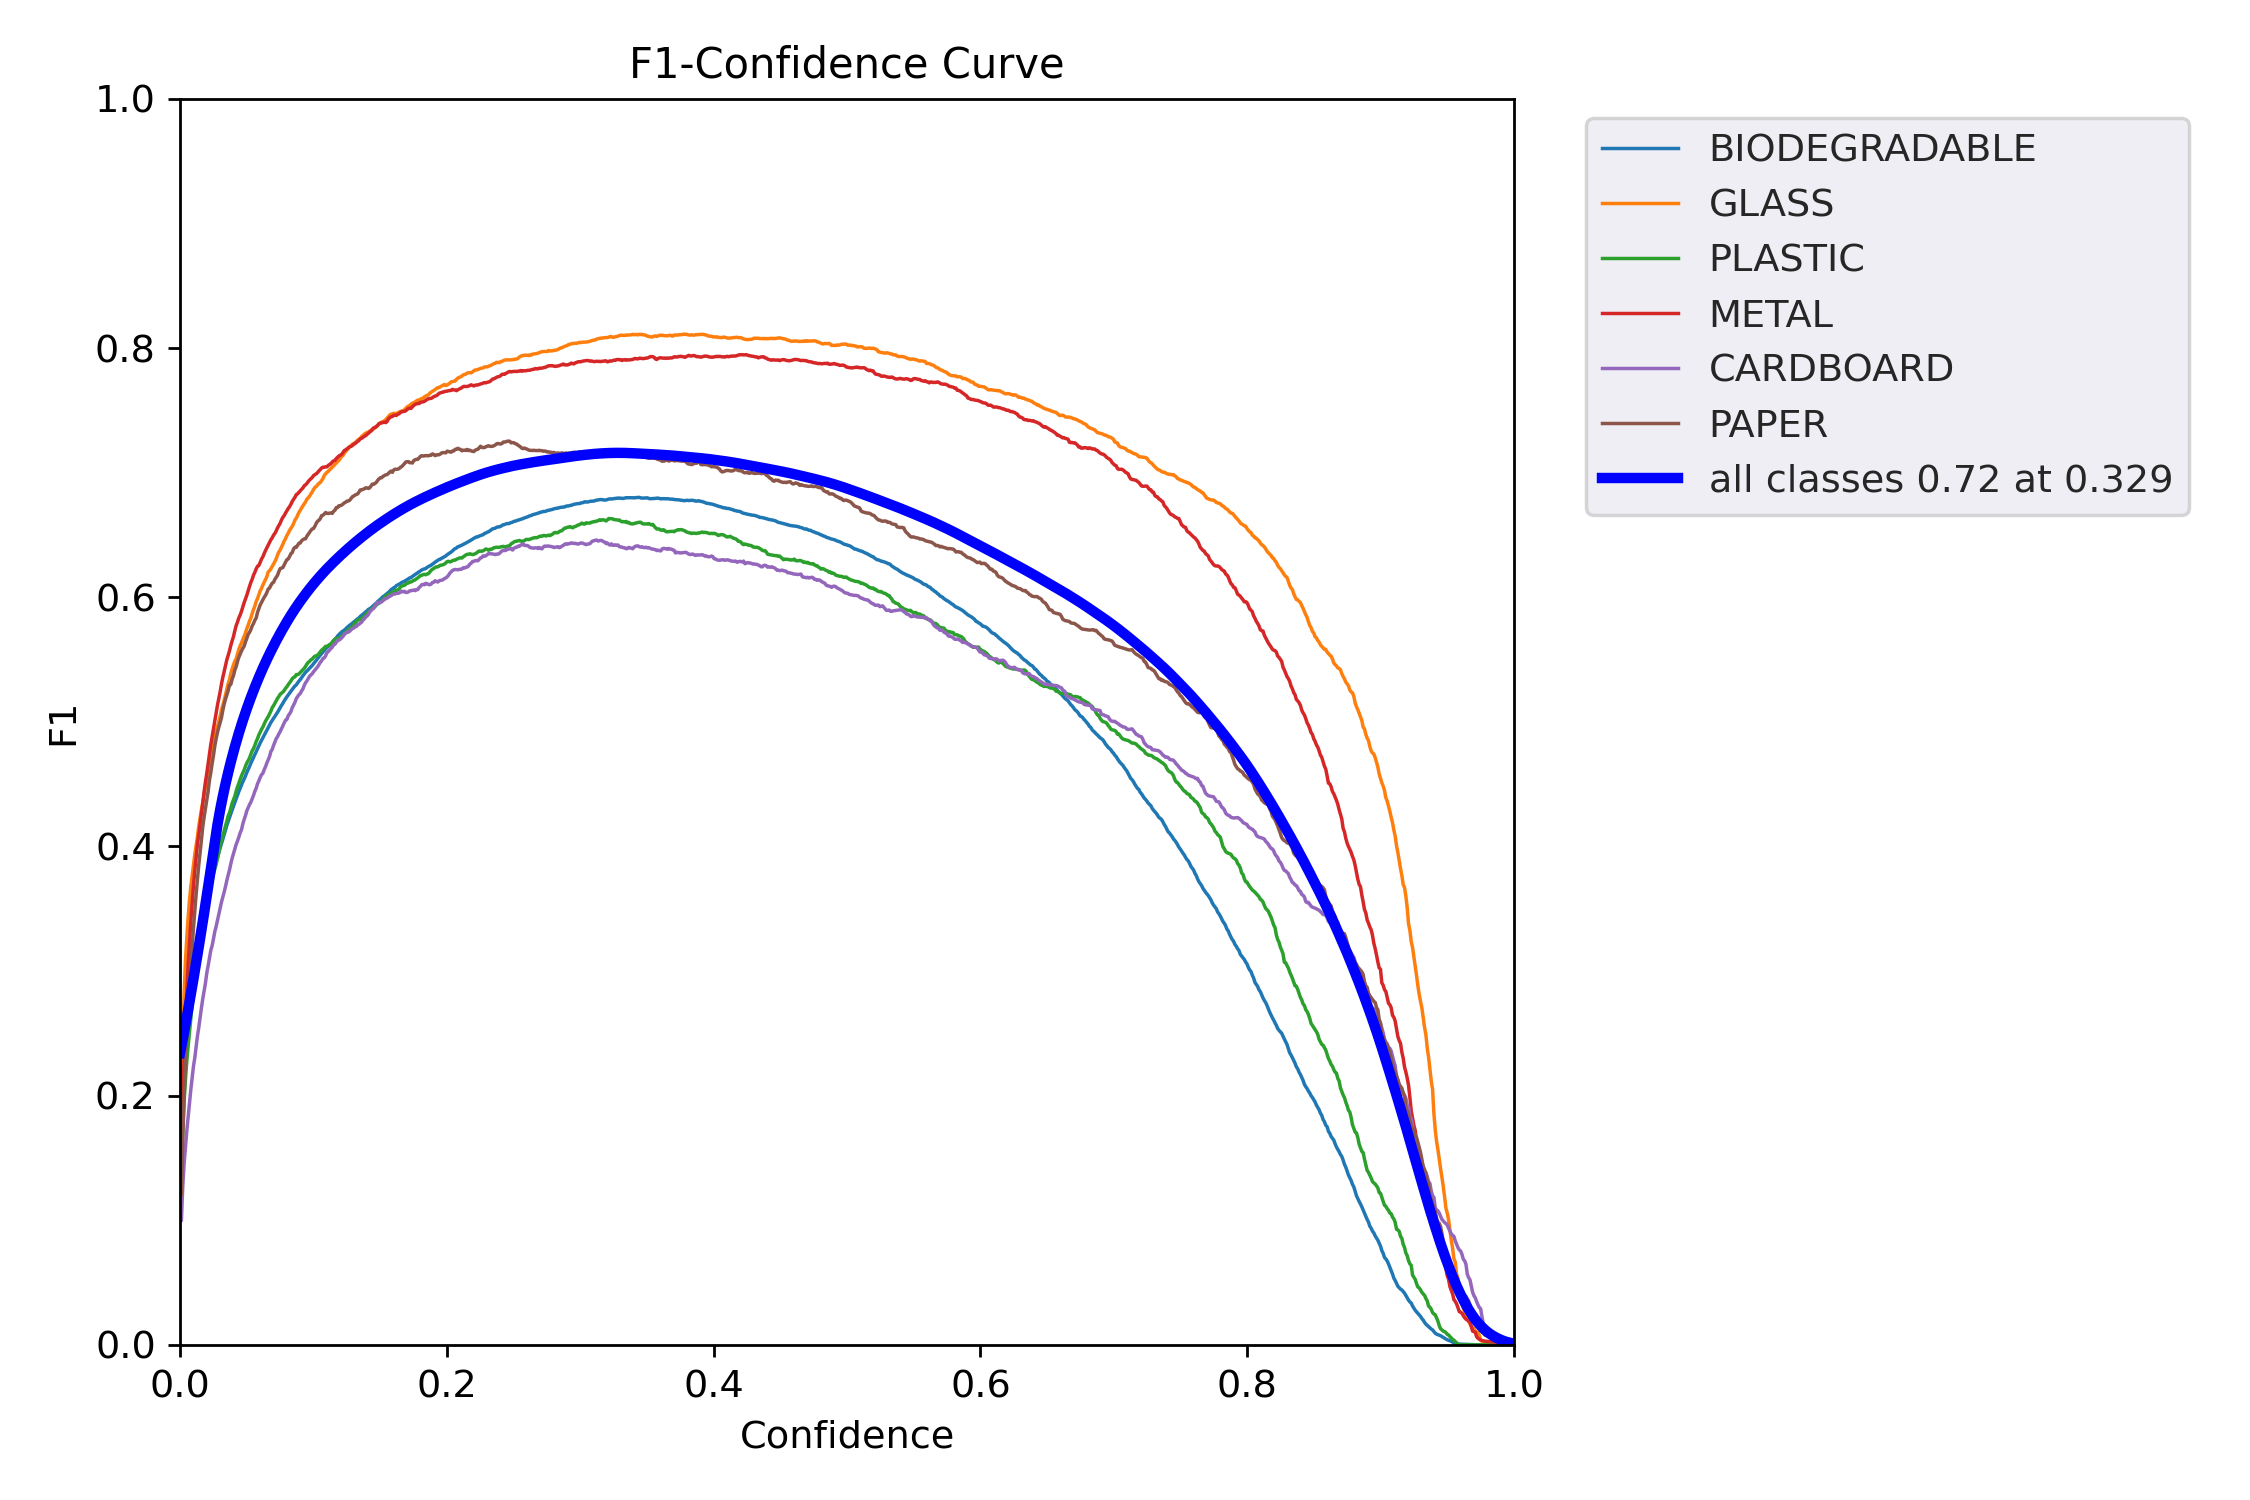 F1-Confidence Curve
1.0
0.8
0.6
0.4
0.2
0.0
F1
0.0 0.2 0.4 0.6 0.8 1.0
Confidence
BIODEGRADABLE
GLASS
PLASTIC
METAL
CARDBOARD
PAPER
all classes 0.72 at 0.329